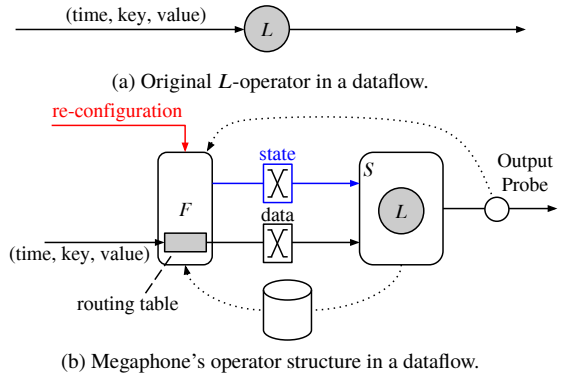 (time, key, value)
L
(a) Original L-operator in a dataflow.
re-configuration
state
S
Output
Probe
F
L
data
(time, key, value)
routing table
(b) Megaphone's operator structure in a dataflow.